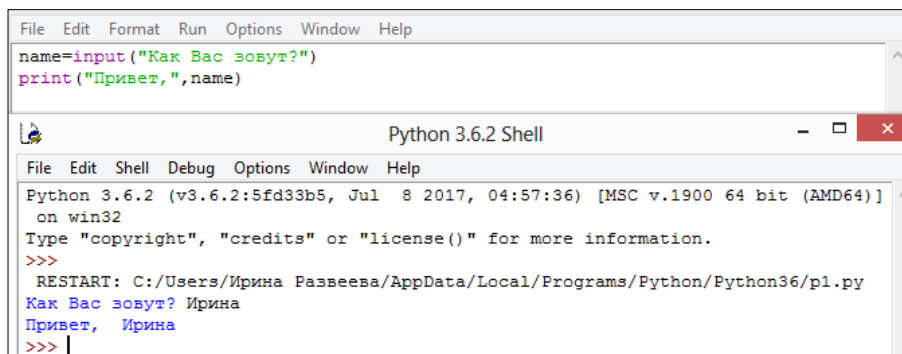 File Edit Format Run Options Window Help
name=input("Как Вас зовут?")
print("Привет,",name)
Python 3.6.2 Shell
File Edit Shell Debug Options Window Help
Python 3.6.2 (v3.6.2:5fd33b5, Jul  8 2017, 04:57:36) [MSC v.1900 64 bit (AMD64)]
 on win32
Type "copyright", "credits" or "license()" for more information.
>>>
 RESTART: C:/Users/Ирина Развеева/AppData/Local/Programs/Python/Python36/p1.py
Как Вас зовут? Ирина
Привет,  Ирина
>>>